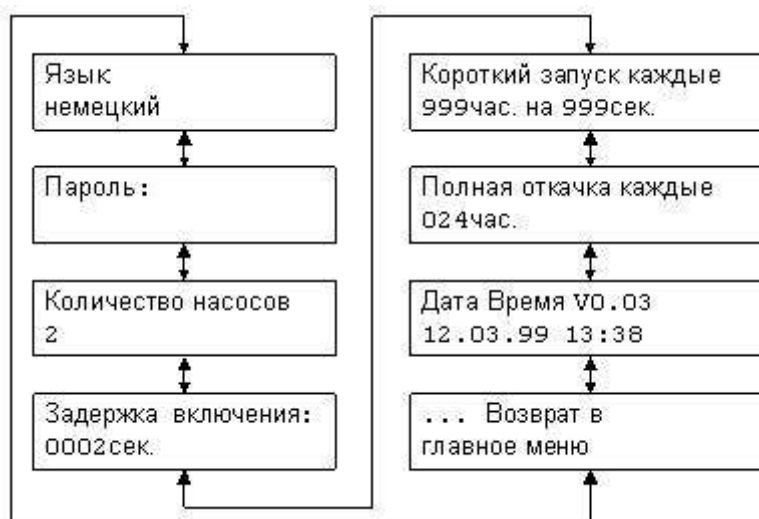 Язык
немецкий
Пароль:
Количество насосов
2
Задержка включения:
0002сек.
Короткий запуск каждые
999час. на 999сек.
Полная откачка каждые
024час.
Дата Время V0.03
12.03.99 13:38
... Возврат в
главное меню